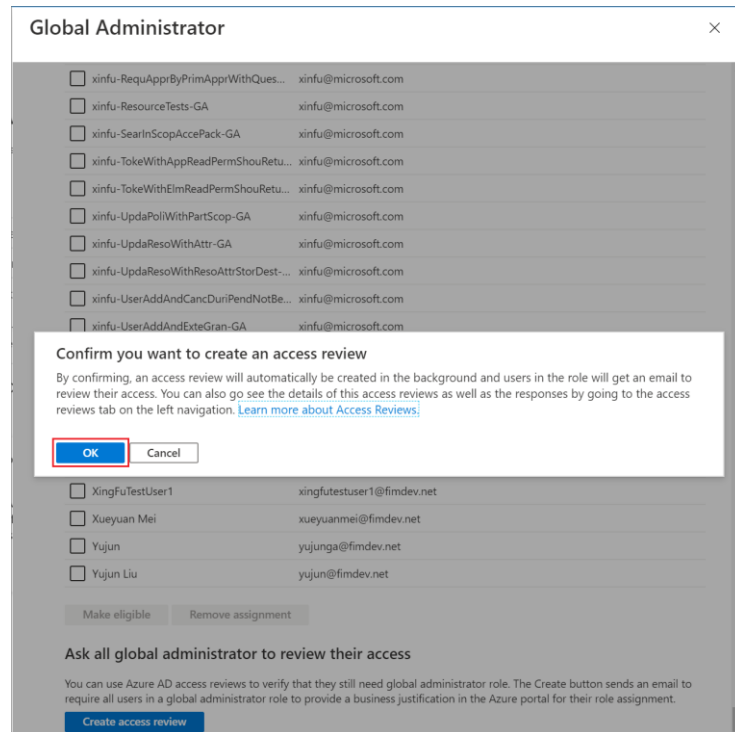 Global Administrator
xinfu-RequApprByPrimApprWithQues... xinfu@microsoft.com
xinfu-ResourceTests-GA xinfu@microsoft.com
xinfu-SearInScopAccePack-GA xinfu@microsoft.com
xinfu-TokeWithAppReadPermShouRetu... xinfu@microsoft.com
xinfu-TokeWithElmReadPermShouRetu... xinfu@microsoft.com
xinfu-UpdaPoliWithPartScop-GA xinfu@microsoft.com
xinfu-UpdaResoWithAttr-GA xinfu@microsoft.com
xinfu-UpdaResoWithResoAttrStorDest-... xinfu@microsoft.com
xinfu-UserAddAndCancDuriPendNotBe... xinfu@microsoft.com
xinfu-UserAddAndExteGran-GA xinfu@microsoft.com
Confirm you want to create an access review
By confirming, an access review will automatically be created in the background and users in the role will get an email to
review their access. You can also go see the details of this access reviews as well as the responses by going to the access
reviews tab on the left navigation. Learn more about Access Reviews.
OK Cancel
XingFuTestUser1 xingfutestuser1@fimdev.net
Xueyuan Mei xueyuanmei@fimdev.net
Yujun yujunga@fimdev.net
Yujun Liu yujun@fimdev.net
Make eligible Remove assignment
Ask all global administrator to review their access
You can use Azure AD access reviews to verify that they still need global administrator role. The Create button sends an email to
require all users in a global administrator role to provide a business justification in the Azure portal for their role assignment.
Create access review